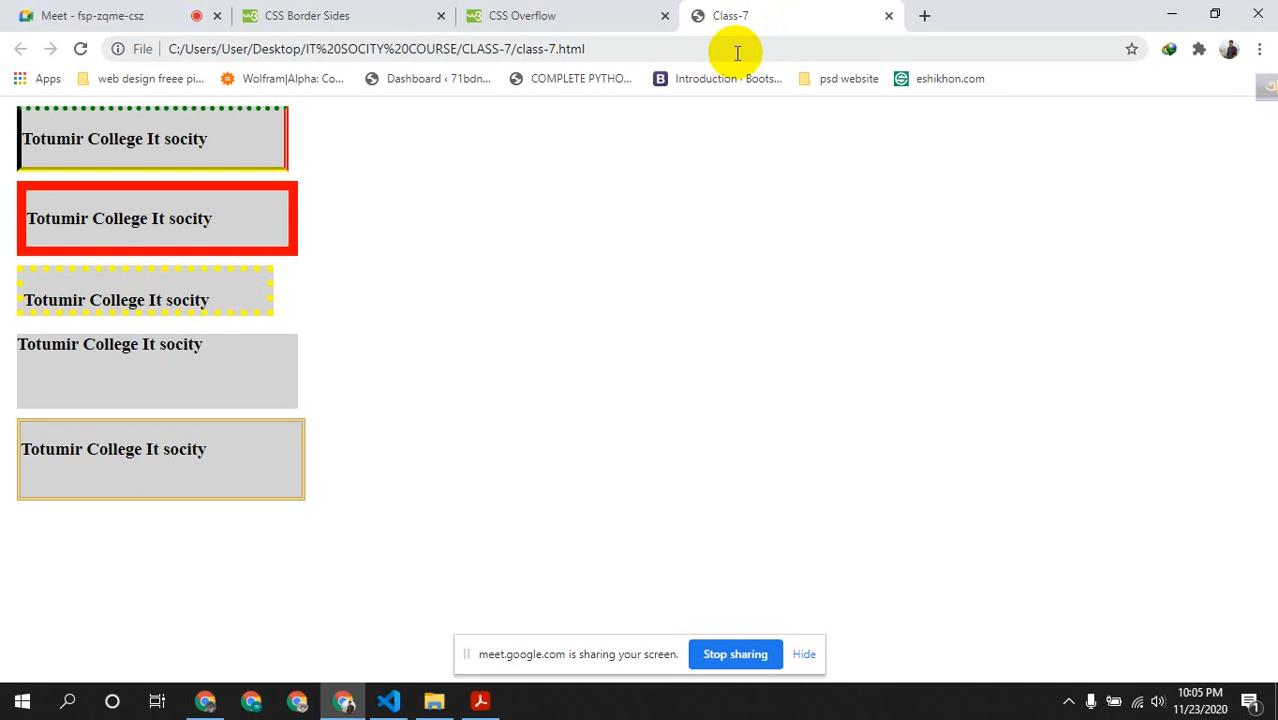 Meet - fsp-zqme-csz
CSS Border Sides
CSS Overflow
Class-7
File C:/Users/User/Desktop/IT%20SOCITY%20COURSE/CLASS-7/class-7.html
Apps web design freee pi... Wolfram|Alpha: Co... Dashboard ‹ 71bdn... COMPLETE PYTHO... Introduction · Boots... psd website eshikhon.com
Totumir College It socity
Totumir College It socity
Totumir College It socity
Totumir College It socity
Totumir College It socity
meet.google.com is sharing your screen. Stop sharing Hide
10:05 PM
11/23/2020
1